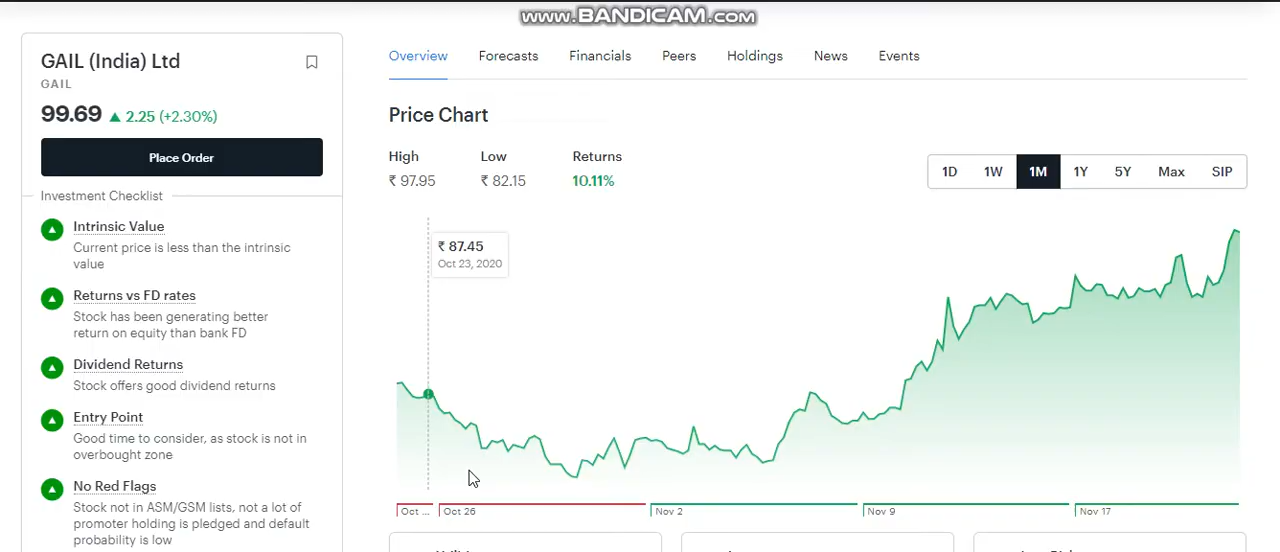 www.BANDICAM.com
GAIL (India) Ltd
GAIL
99.69 ▲ 2.25 (+2.30%)
Place Order
Investment Checklist
Intrinsic Value
Current price is less than the intrinsic
value
Returns vs FD rates
Stock has been generating better
return on equity than bank FD
Dividend Returns
Stock offers good dividend returns
Entry Point
Good time to consider, as stock is not in
overbought zone
No Red Flags
Stock not in ASM/GSM lists, not a lot of
promoter holding is pledged and default
probability is low
Overview Forecasts Financials Peers Holdings News Events
Price Chart
High Low Returns
₹ 97.95 ₹ 82.15 10.11%
1D 1W 1M 1Y 5Y Max SIP
₹ 87.45
Oct 23, 2020
Oct ... Oct 26 Nov 2 Nov 9 Nov 17